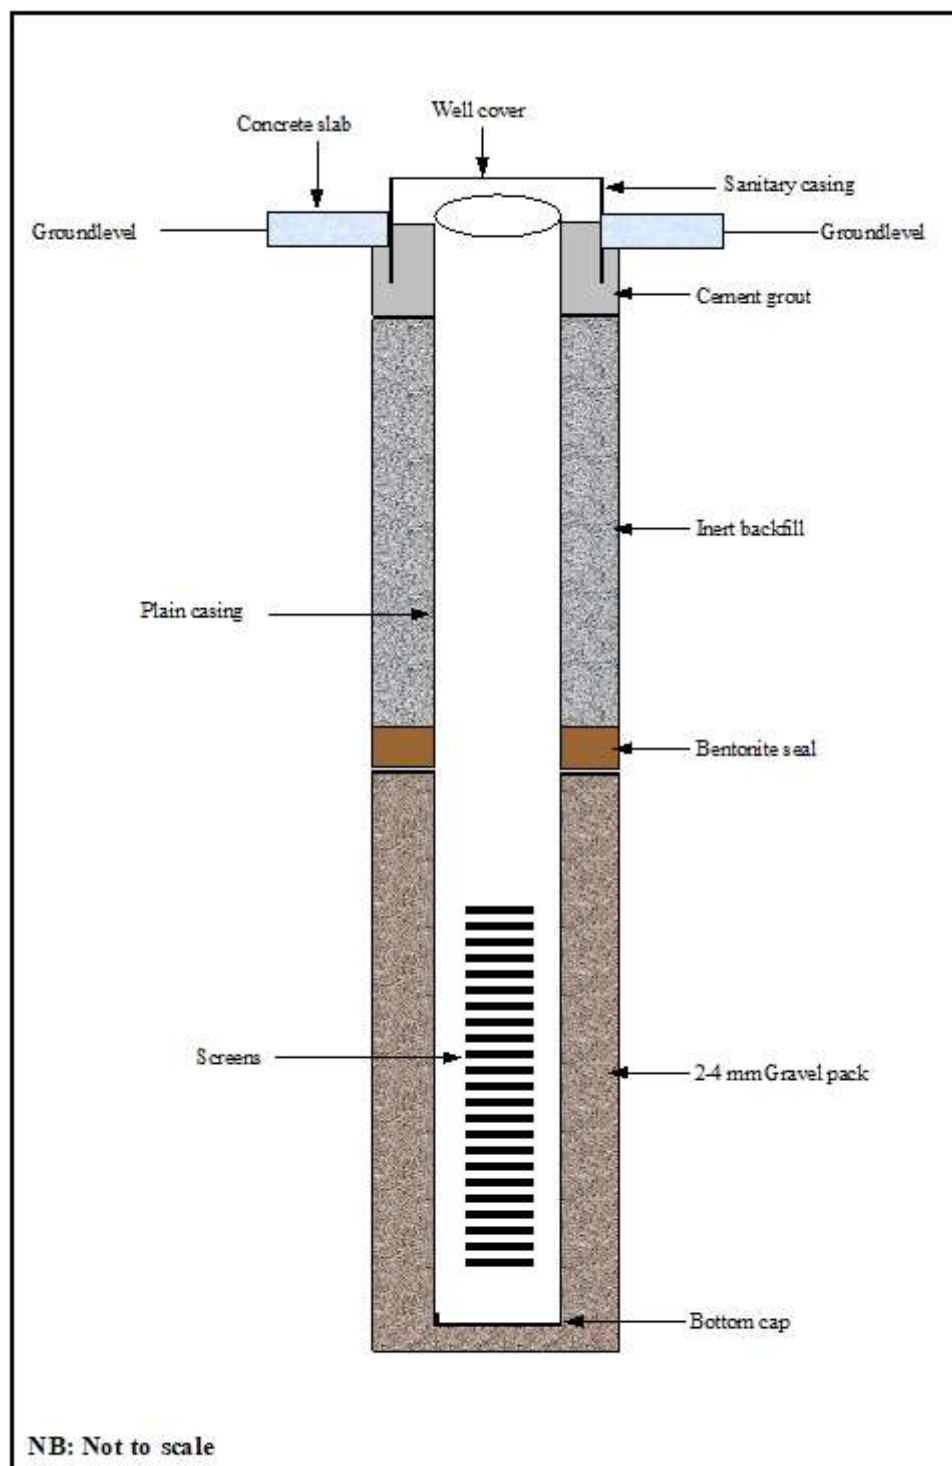 Well cover
Concrete slab
Sanitary casing
Groundlevel
Groundlevel
Cement grout
Inert backfill
Plain casing
Bentonite seal
Screens
2-4 mm Gravel pack
Bottom cap
NB: Not to scale